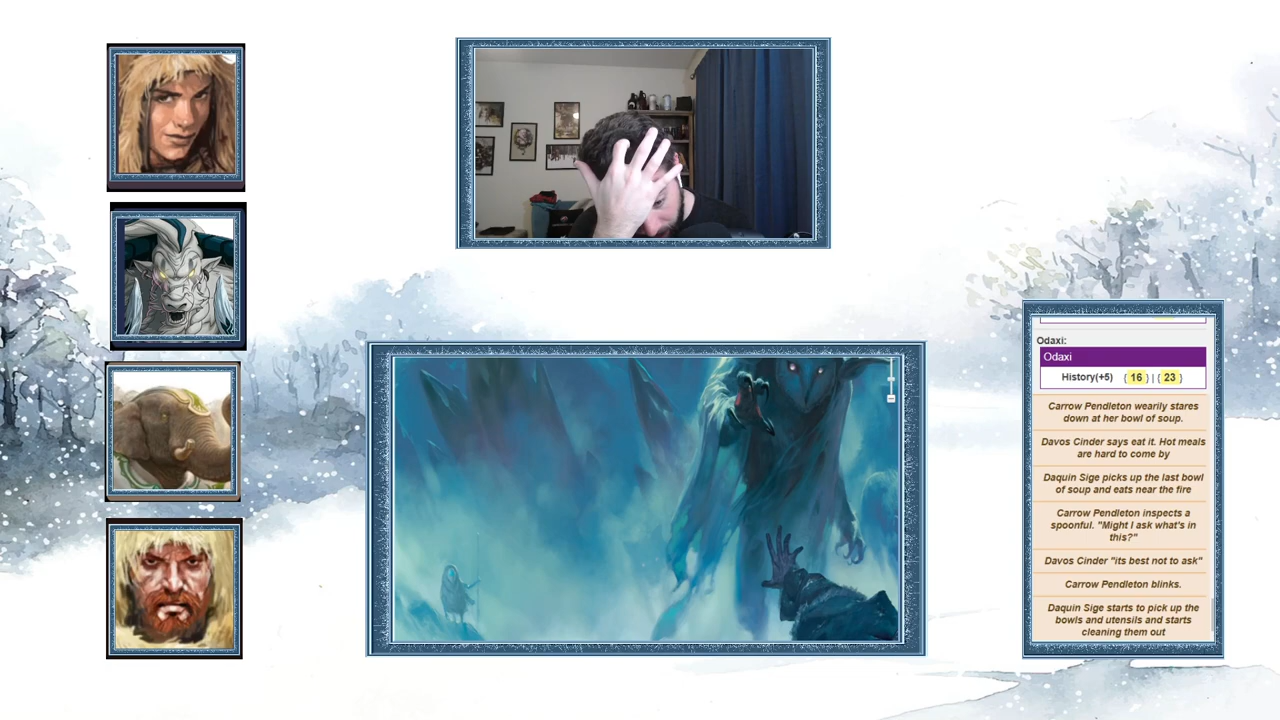 Odaxi:
Odaxi
History(+5) {16} | {23}
Carrow Pendleton wearily stares
down at her bowl of soup.
Davos Cinder says eat it. Hot meals
are hard to come by
Daquin Sige picks up the last bowl
of soup and eats near the fire
Carrow Pendleton inspects a
spoonful. "Might I ask what's in
this?"
Davos Cinder "its best not to ask"
Carrow Pendleton blinks.
Daquin Sige starts to pick up the
bowls and utensils and starts
cleaning them out